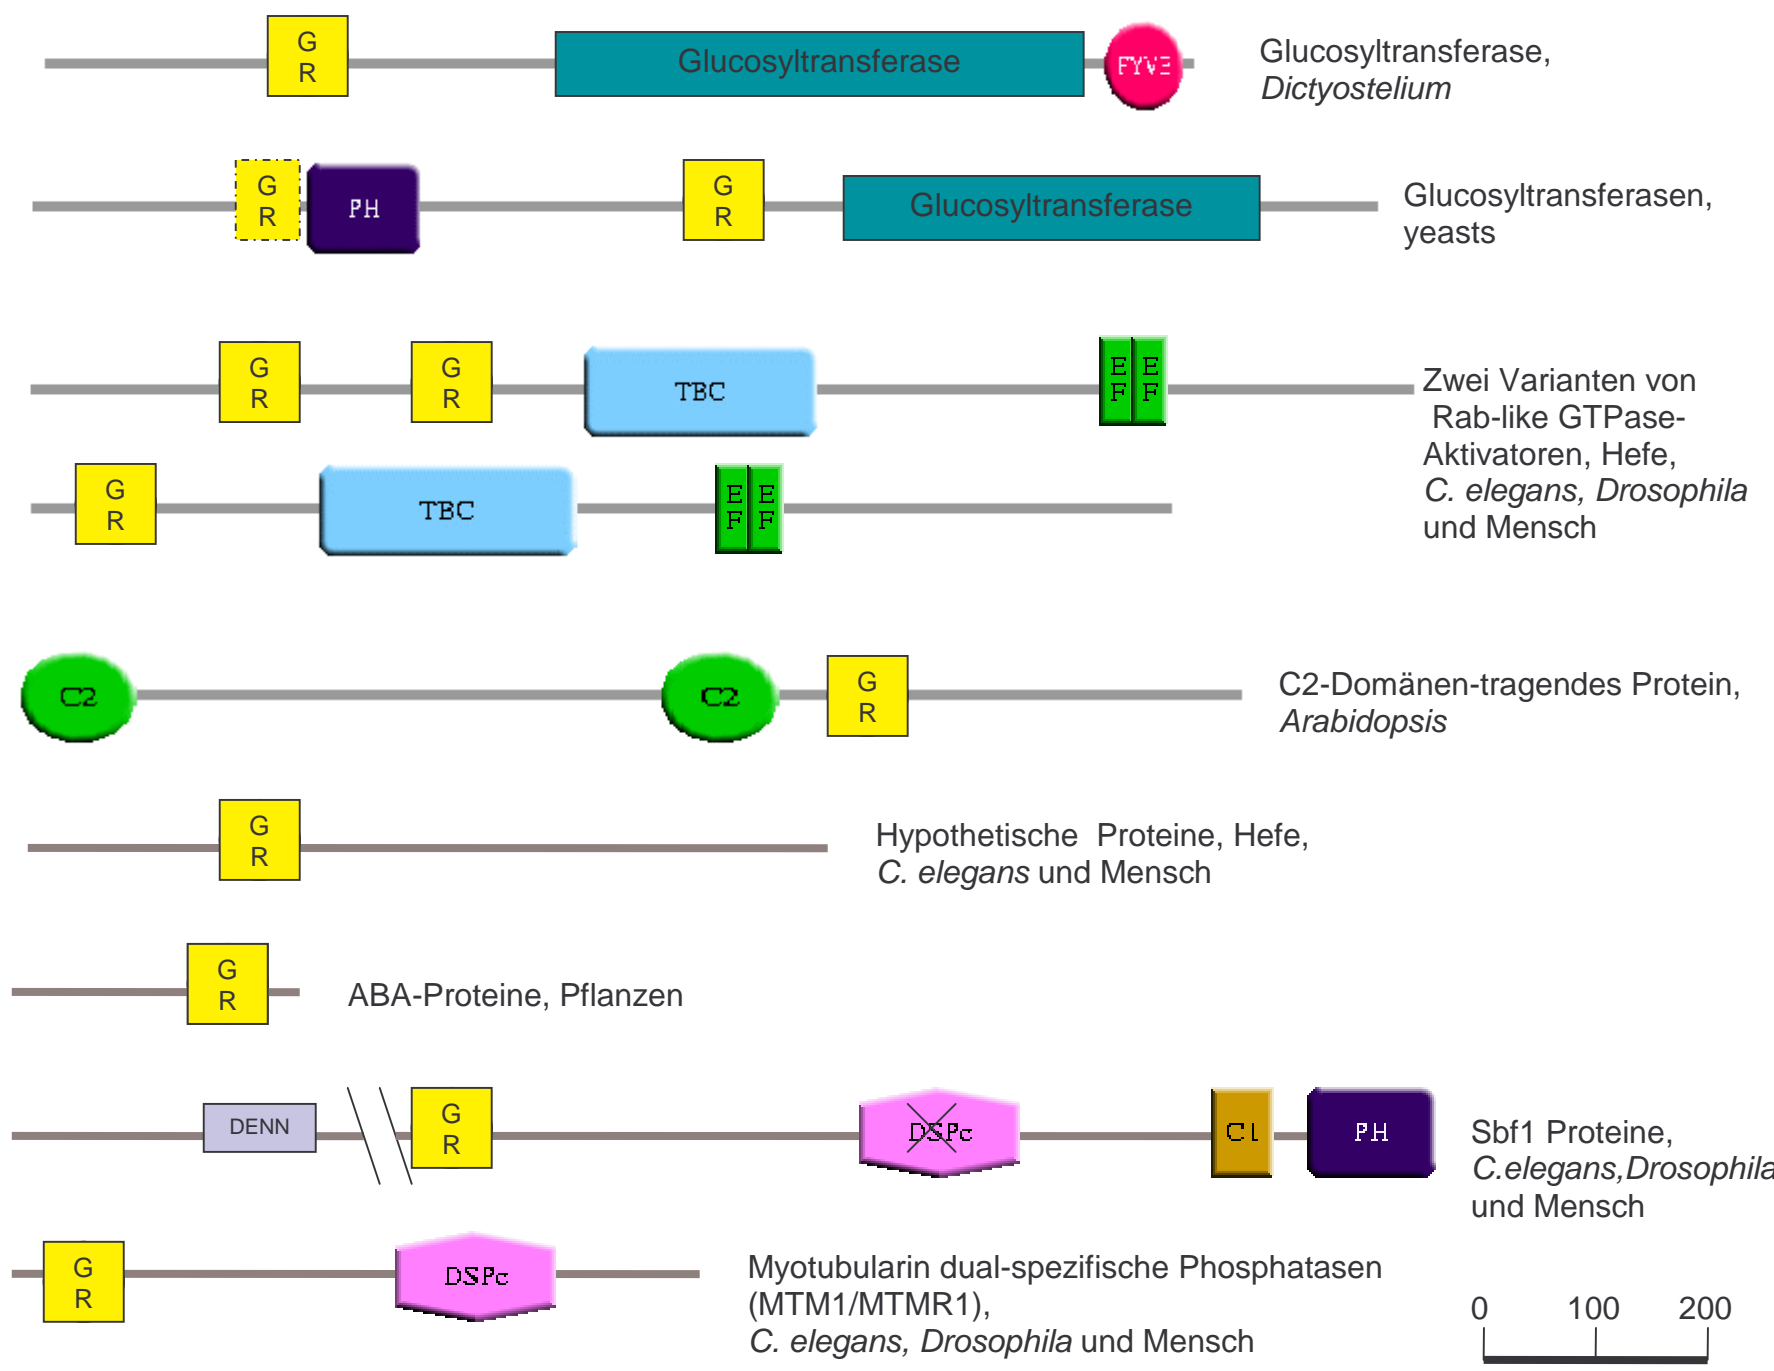 G
R
Glucosyltransferase
FYVE
Glucosyltransferase,
Dictyostelium
G
R
PH
G
R
Glucosyltransferase
Glucosyltransferasen,
yeasts
G
R
G
R
TBC
E
F
E
F
Zwei Varianten von
Rab-like GTPase-
Aktivatoren, Hefe,
C. elegans, Drosophila
und Mensch
G
R
TBC
E
F
E
F
C2
C2
G
R
C2-Domänen-tragendes Protein,
Arabidopsis
G
R
Hypothetische Proteine, Hefe,
C. elegans und Mensch
G
R
ABA-Proteine, Pflanzen
DENN
G
R
DSPc
C1
PH
Sbf1 Proteine,
C.elegans,Drosophila
und Mensch
G
R
DSPc
Myotubularin dual-spezifische Phosphatasen
(MTM1/MTMR1),
C. elegans, Drosophila und Mensch
0 100 200